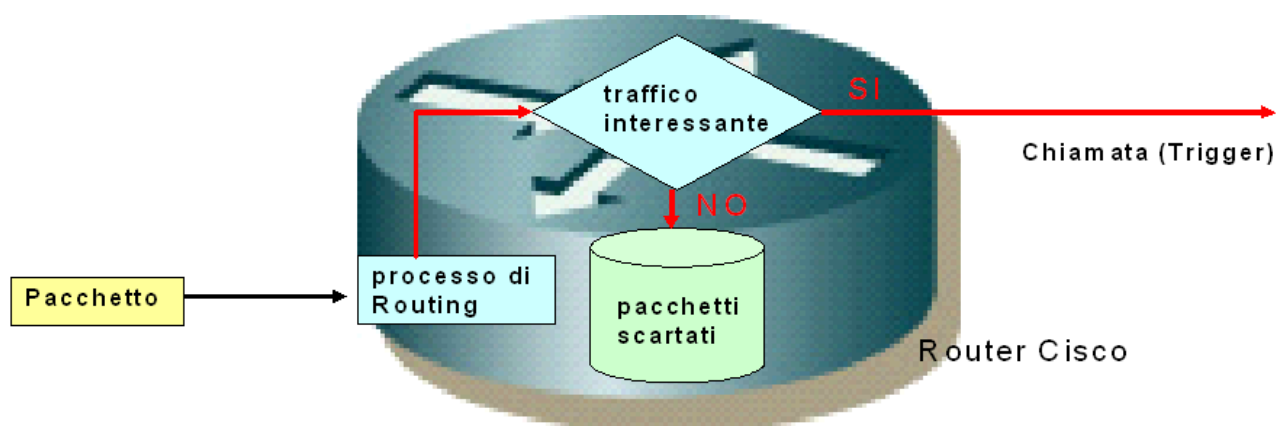 traffico
interessante
SI
Chiamata (Trigger)
NO
processo di
Routing
Pacchetto
pacchetti
scartati
Router Cisco